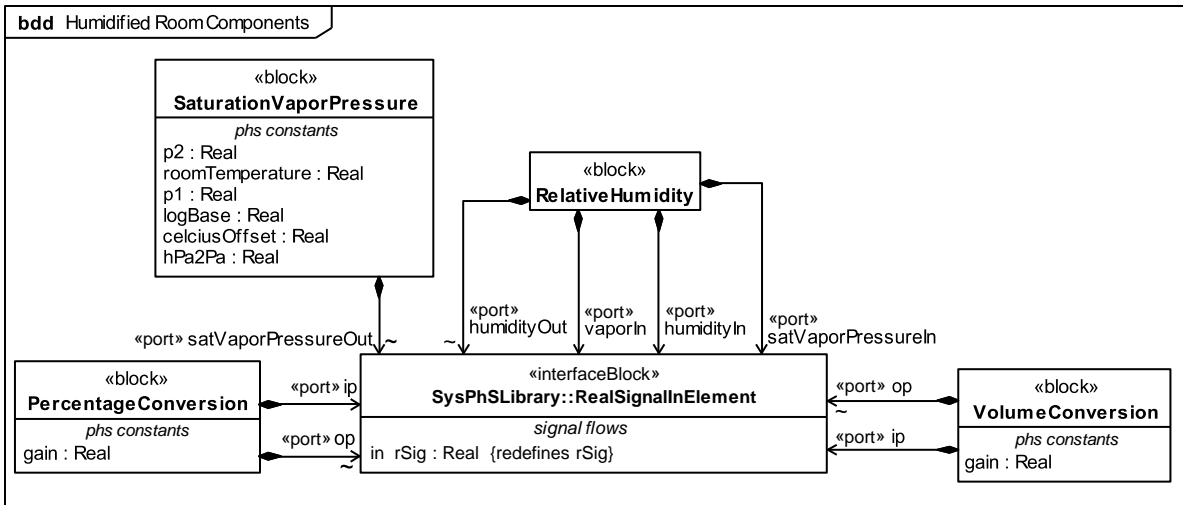 bdd Humidified Room Components
«block»
SaturationVaporPressure
phs constants
p2 : Real
roomTemperature : Real
p1 : Real
logBase : Real
celciusOffset : Real
hPa2Pa : Real
«block»
RelativeHumidity
«port»
humidityOut
~
«port»
vaporIn
«port»
humidityIn
«port»
satVaporPressureIn
«port» satVaporPressureOut
~
«block»
PercentageConversion
phs constants
gain : Real
«port» ip
«port» op
~
«interfaceBlock»
SysPhSLibrary::RealSignalInElement
signal flows
in rSig : Real {redefines rSig}
«port» op
~
«port» ip
«block»
VolumeConversion
phs constants
gain : Real